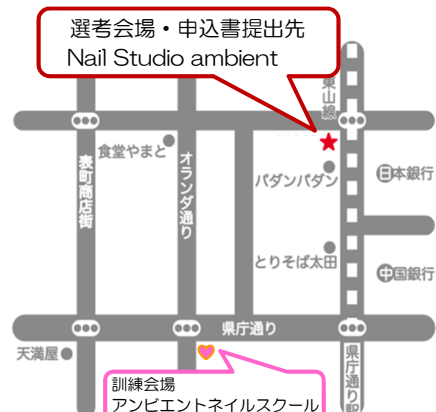 選考会場・申込書提出先
Nail Studio ambient
東山線
食堂やまと
表町商店街
オランダ通り
パダンパダン
日本銀行
とりそば太田
中国銀行
県庁通り
天満屋
県庁通り駅
訓練会場
アンビエントネイルスクール